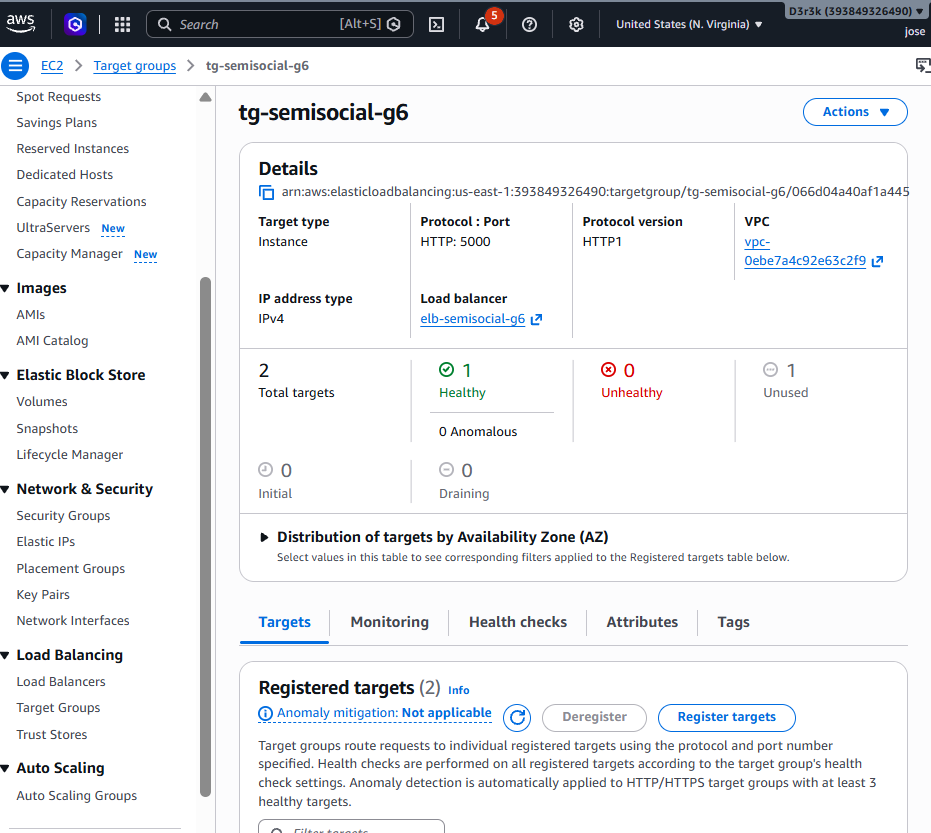 aws
Search
[Alt+S]
5
United States (N. Virginia)
D3r3k (393849326490)
jose
EC2
Target groups
tg-semisocial-g6
Spot Requests
Savings Plans
Reserved Instances
Dedicated Hosts
Capacity Reservations
UltraServers New
Capacity Manager New
Images
AMIs
AMI Catalog
Elastic Block Store
Volumes
Snapshots
Lifecycle Manager
Network & Security
Security Groups
Elastic IPs
Placement Groups
Key Pairs
Network Interfaces
Load Balancing
Load Balancers
Target Groups
Trust Stores
Auto Scaling
Auto Scaling Groups
tg-semisocial-g6
Actions
Details
arn:aws:elasticloadbalancing:us-east-1:393849326490:targetgroup/tg-semisocial-g6/066d04a40af1a445
Target type
Instance
Protocol : Port
HTTP: 5000
Protocol version
HTTP1
VPC
vpc-
0ebe7a4c92e63c2f9
IP address type
IPv4
Load balancer
elb-semisocial-g6
2
Total targets
1
Healthy
0 Anomalous
0
Unhealthy
1
Unused
0
Initial
0
Draining
Distribution of targets by Availability Zone (AZ)
Select values in this table to see corresponding filters applied to the Registered targets table below.
Targets
Monitoring
Health checks
Attributes
Tags
Registered targets (2) Info
Anomaly mitigation: Not applicable
Deregister
Register targets
Target groups route requests to individual registered targets using the protocol and port number
specified. Health checks are performed on all registered targets according to the target group's health
check settings. Anomaly detection is automatically applied to HTTP/HTTPS target groups with at least 3
healthy targets.
Filter targets